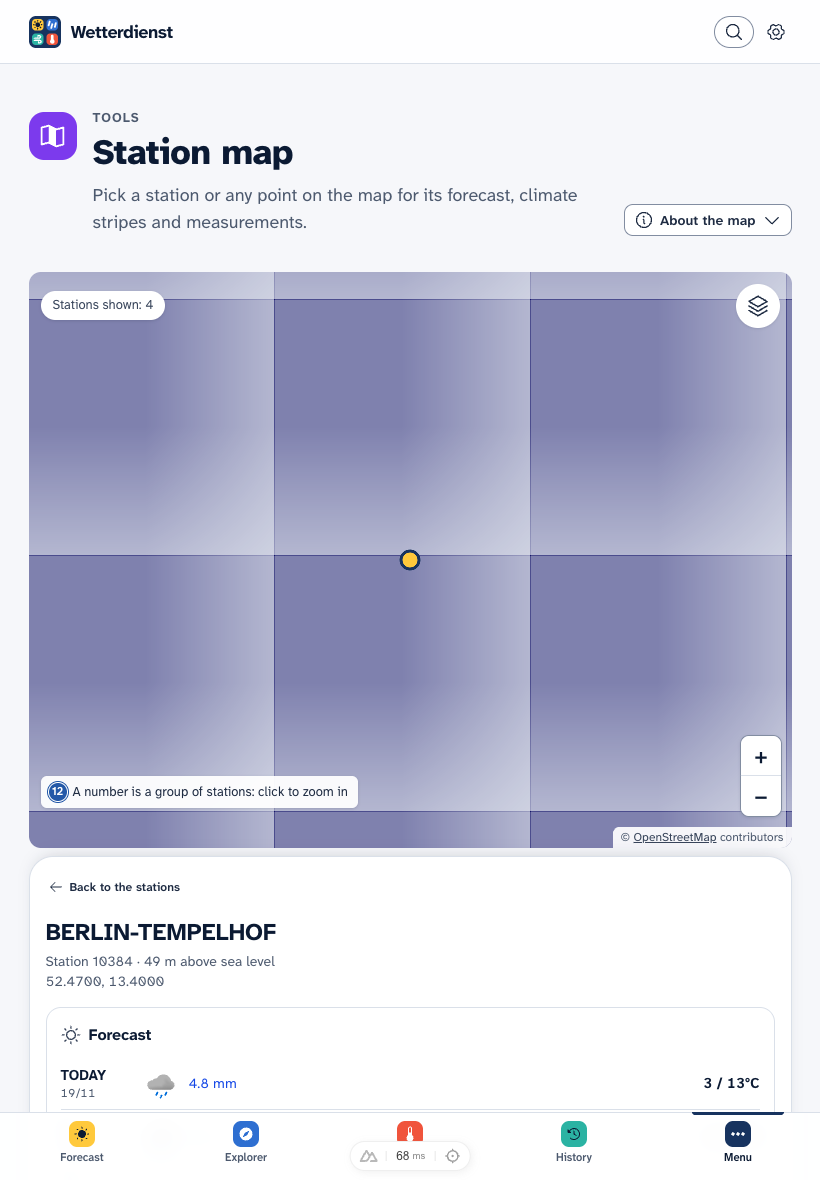 Wetterdienst
TOOLS
Station map
Pick a station or any point on the map for its forecast, climate
stripes and measurements.
About the map
Stations shown: 4
+
−
12 A number is a group of stations: click to zoom in
© OpenStreetMap contributors
Back to the stations
BERLIN-TEMPELHOF
Station 10384 · 49 m above sea level
52.4700, 13.4000
Forecast
TODAY
19/11
4.8 mm
3 / 13°C
Forecast
Explorer
68 ms
History
Menu